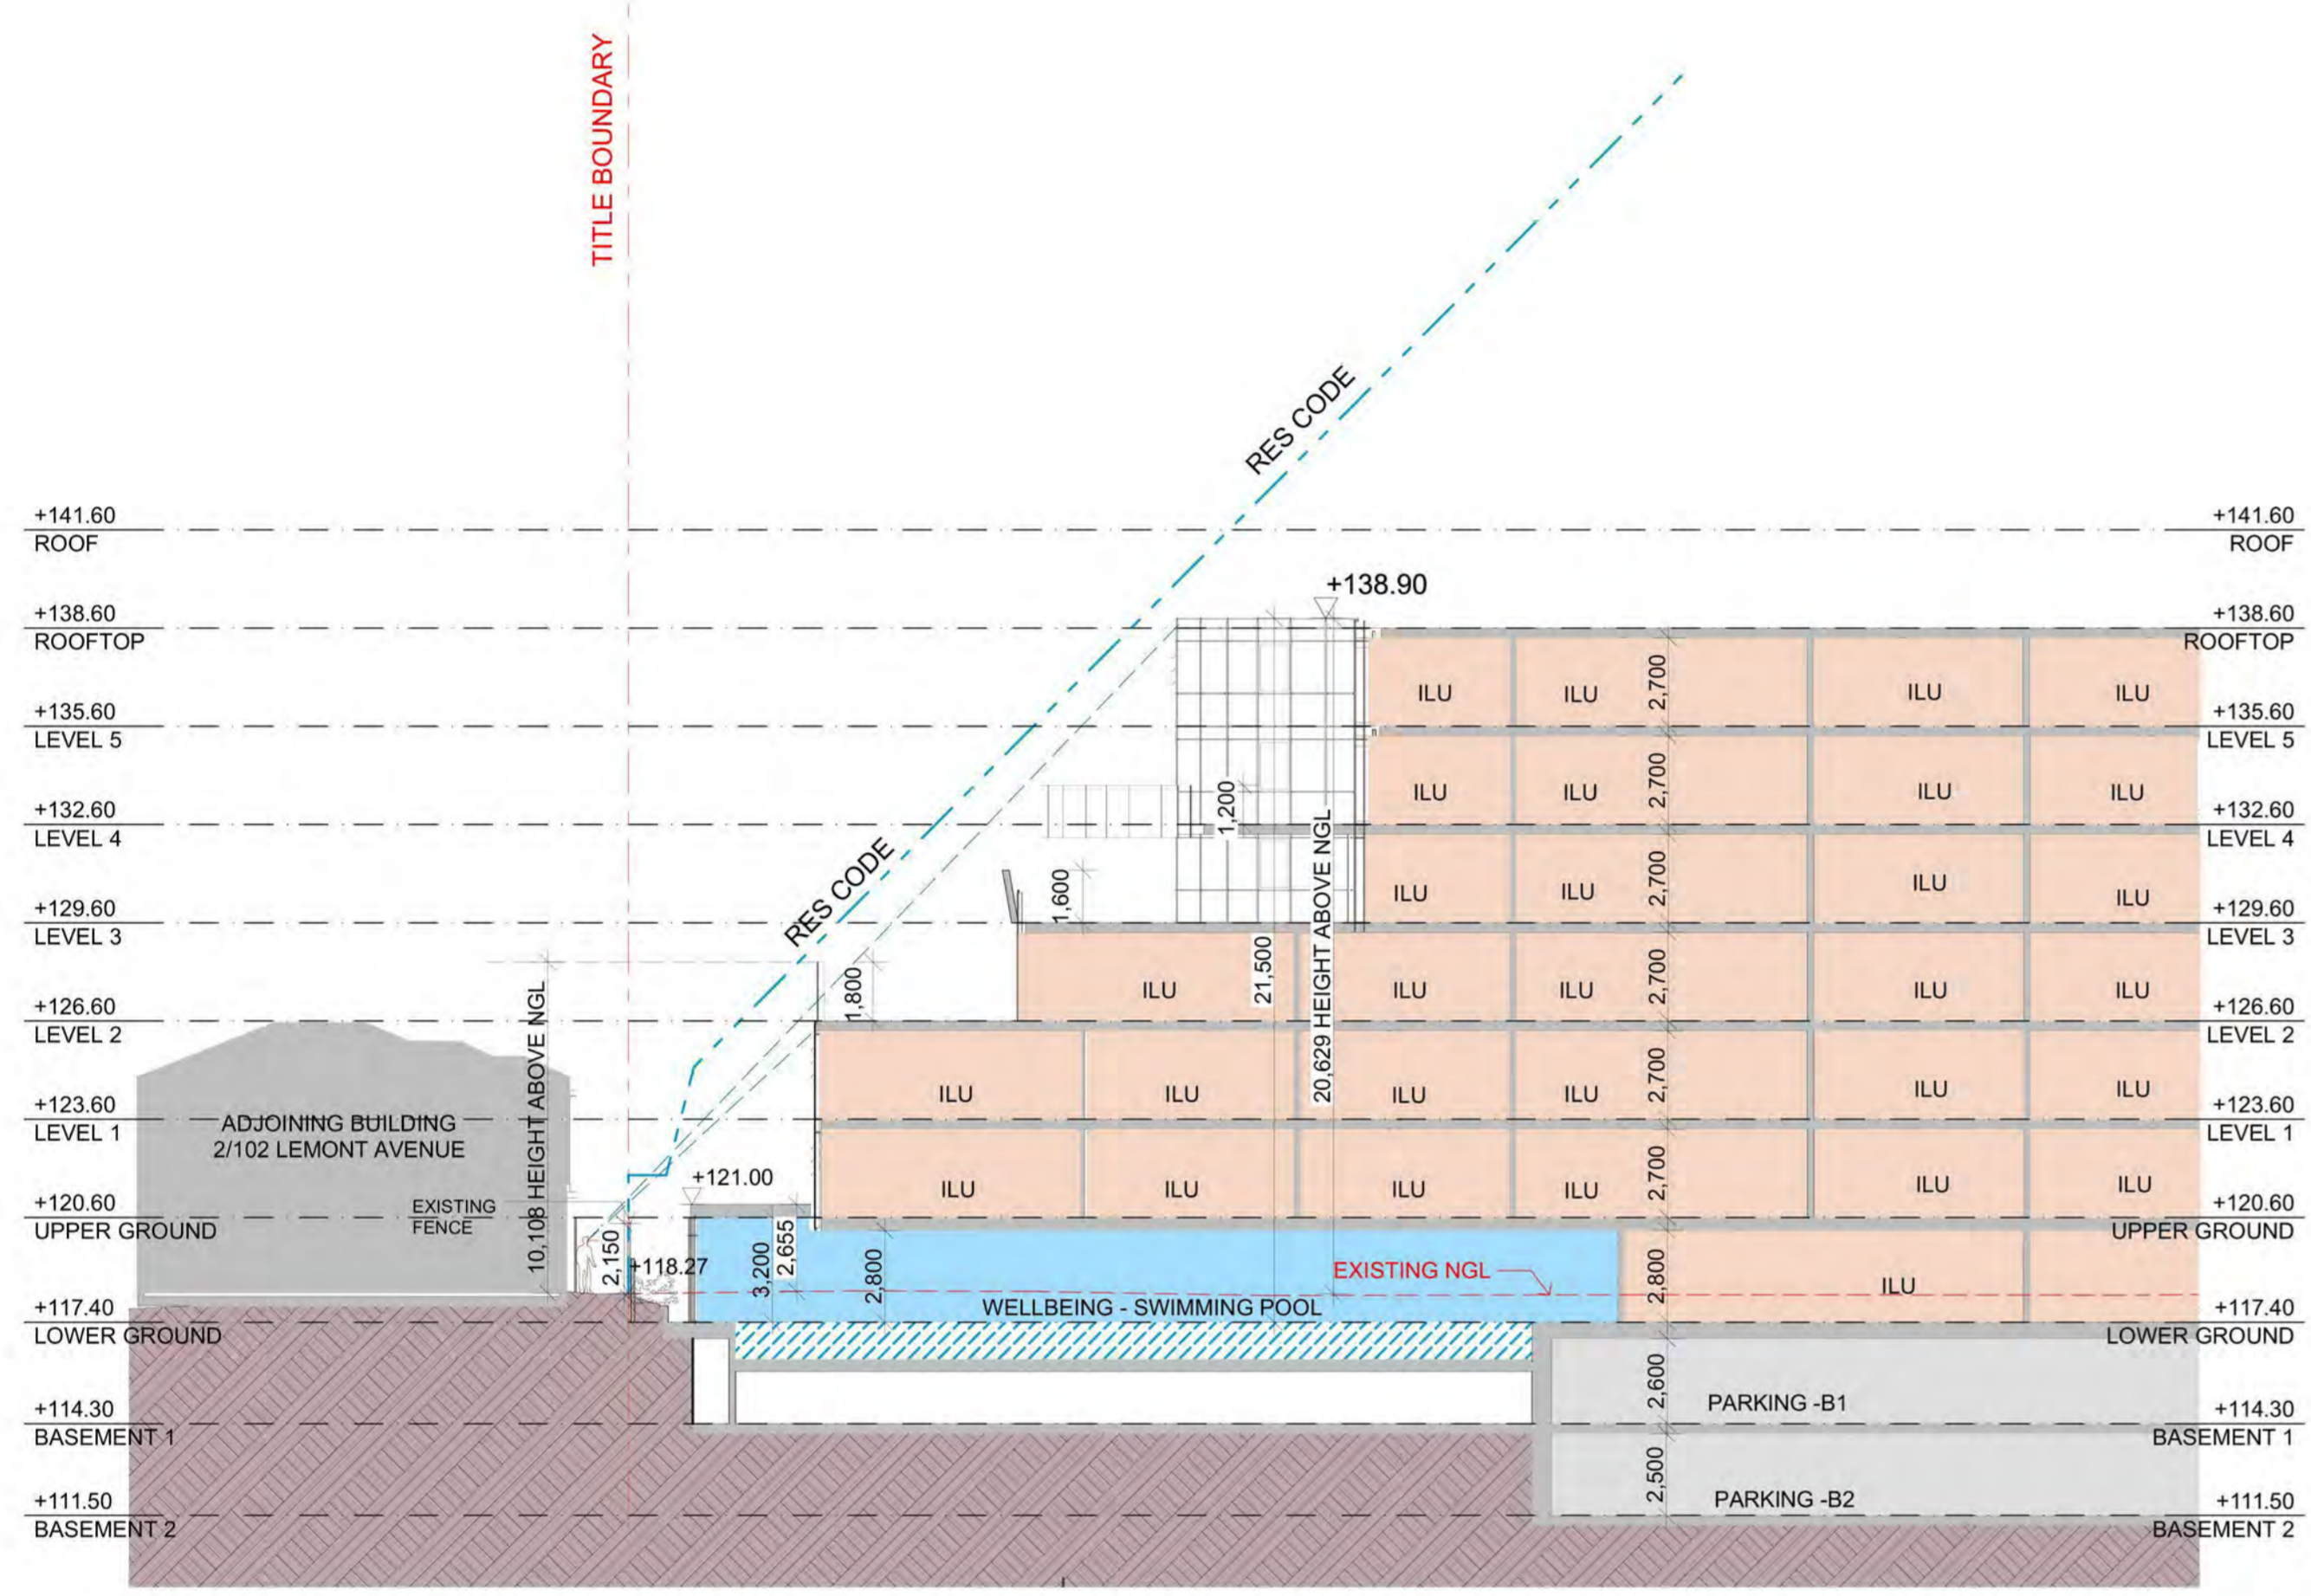 TITLE BOUNDARY
RES CODE
+141.60
ROOF
+141.60
ROOF
+138.90
+138.60
ROOFTOP
+138.60
ROOFTOP
ILU
ILU
2,700
ILU
ILU
+135.60
LEVEL 5
+135.60
LEVEL 5
1,200
ILU
ILU
2,700
ILU
ILU
+132.60
LEVEL 4
+132.60
LEVEL 4
RES CODE
1,600
20,629 HEIGHT ABOVE NGL
ILU
ILU
2,700
ILU
ILU
+129.60
LEVEL 3
+129.60
LEVEL 3
10,108 HEIGHT ABOVE NGL
1,800
ILU
21,500
ILU
ILU
2,700
ILU
ILU
+126.60
LEVEL 2
+126.60
LEVEL 2
ILU
ILU
ILU
ILU
2,700
ILU
ILU
+123.60
LEVEL 1
ADJOINING BUILDING
2/102 LEMONT AVENUE
+123.60
LEVEL 1
+121.00
ILU
ILU
ILU
ILU
2,700
ILU
ILU
+120.60
UPPER GROUND
EXISTING
FENCE
+120.60
UPPER GROUND
2,150
+118.27
3,200
2,655
2,800
EXISTING NGL
2,800
ILU
WELLBEING - SWIMMING POOL
+117.40
LOWER GROUND
+117.40
LOWER GROUND
2,600
PARKING -B1
+114.30
BASEMENT 1
+114.30
BASEMENT 1
2,500
PARKING -B2
+111.50
BASEMENT 2
+111.50
BASEMENT 2